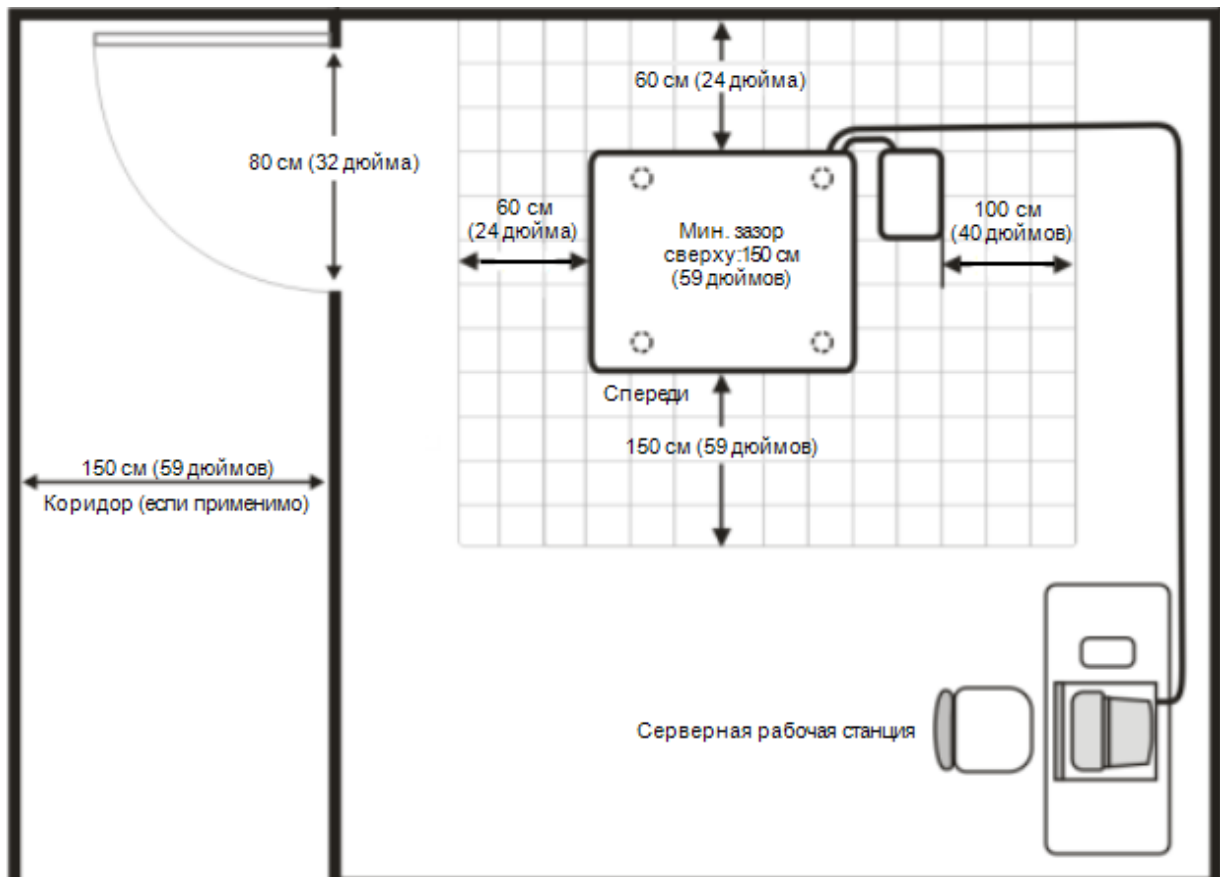 60 см (24 дюйма)
80 см (32 дюйма)
60 см
(24 дюйма)
100 см
(40 дюймов)
Мин. зазор
сверху:150 см
(59 дюймов)
Спереди
150 см (59 дюймов)
150 см (59 дюймов)
Коридор (если применимо)
Серверная рабочая станция